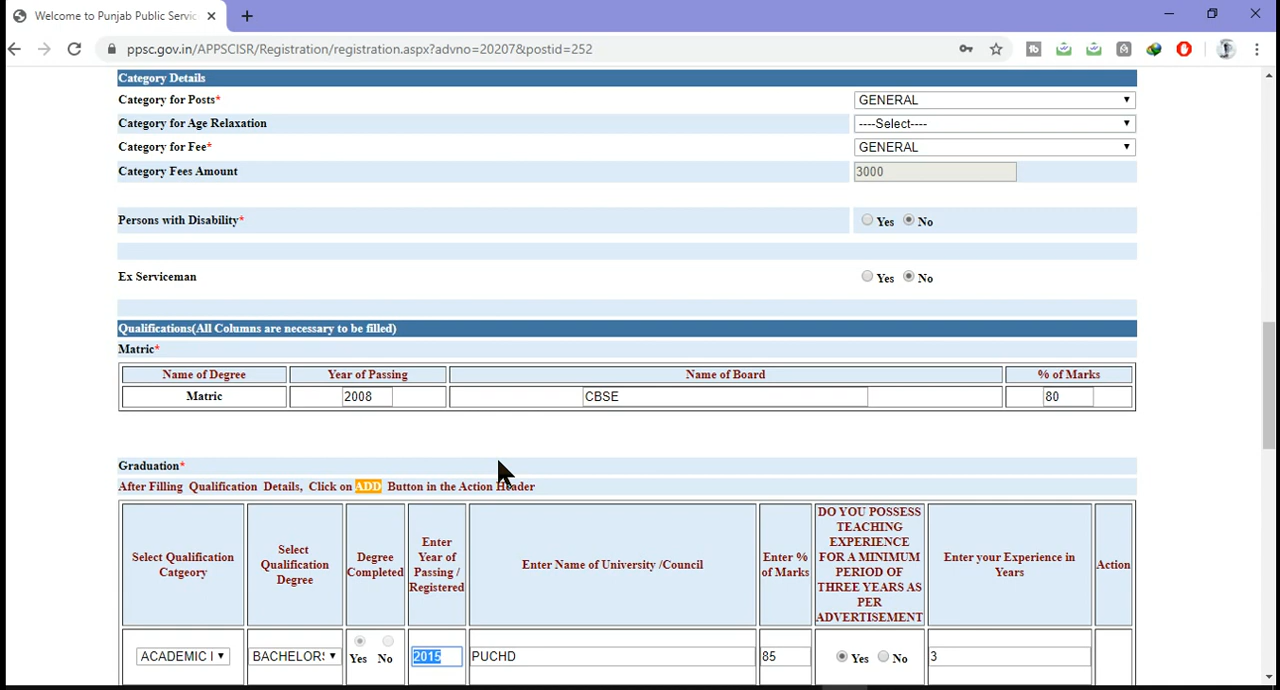 Welcome to Punjab Public Servic
ppsc.gov.in/APPSCISR/Registration/registration.aspx?advno=20207&postid=252
Category Details
Category for Posts* GENERAL
Category for Age Relaxation ----Select----
Category for Fee* GENERAL
Category Fees Amount 3000
Persons with Disability* Yes No
Ex Serviceman Yes No
Qualifications(All Columns are necessary to be filled)
Matric*
Name of Degree Year of Passing Name of Board % of Marks
Matric 2008 CBSE 80
Graduation*
After Filling Qualification Details, Click on ADD Button in the Action Header
Select Qualification Catgeory
Select Qualification Degree
Degree Completed
Enter Year of Passing / Registered
Enter Name of University /Council
Enter % of Marks
DO YOU POSSESS TEACHING EXPERIENCE FOR A MINIMUM PERIOD OF THREE YEARS AS PER ADVERTISEMENT
Enter your Experience in Years
Action
ACADEMIC I BACHELORS Yes No 2015 PUCHD 85 Yes No 3